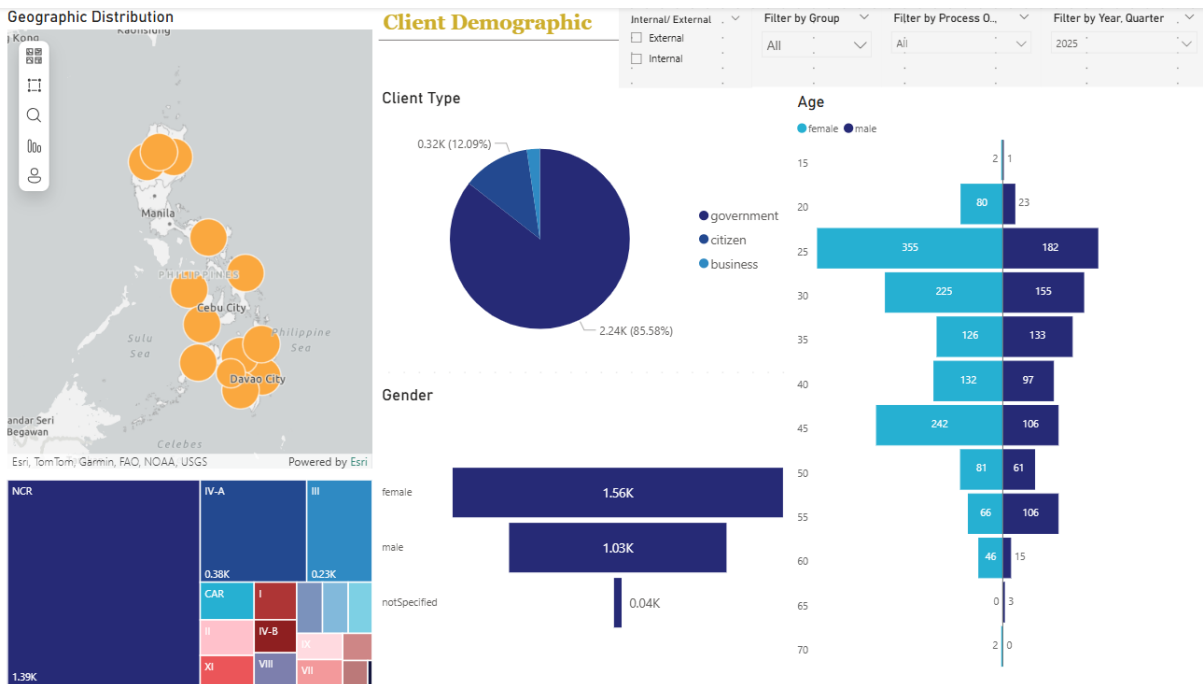 Geographic Distribution
Kaohsiung
Kong
Manila
PHILIPPINES
Cebu City
Sulu
Sea
Philippine
Sea
Davao City
andar Seri
Begawan
Celebes
Esri, TomTom, Garmin, FAO, NOAA, USGS
Powered by Esri
NCR
1.39K
IV-A
0.38K
III
0.23K
CAR
I
II
IV-B
IX
XI
VIII
VII
Client Demographic
Internal/ External
External
Internal
Filter by Group
All
Filter by Process O..,
All
Filter by Year, Quarter
2025
Client Type
0.32K (12.09%)
2.24K (85.58%)
government
citizen
business
Gender
female 1.56K
male 1.03K
notSpecified 0.04K
Age
female male
15 2 1
20 80 23
25 355 182
30 225 155
35 126 133
40 132 97
45 242 106
50 81 61
55 66 106
60 46 15
65 0 3
70 2 0